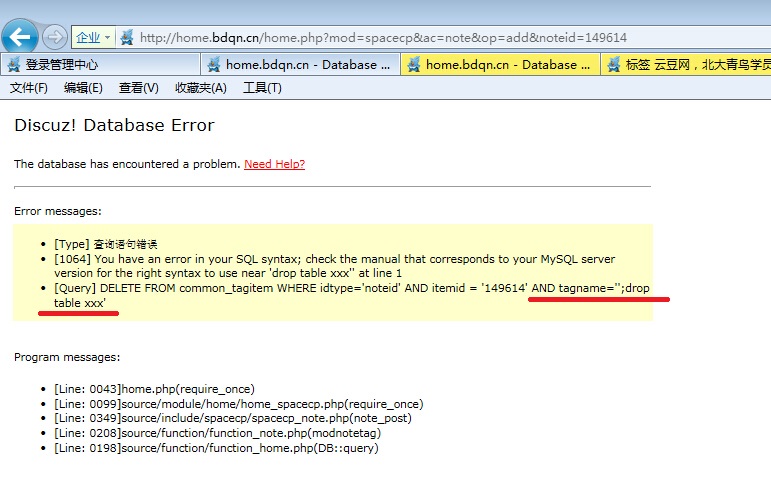 企业 http://home.bdqn.cn/home.php?mod=spacecp&ac=note&op=add&noteid=149614
登录管理中心 home.bdqn.cn - Database ... home.bdqn.cn - Database ... 标签 云豆网，北大青鸟学员
文件(F) 编辑(E) 查看(V) 收藏夹(A) 工具(T)
Discuz! Database Error
The database has encountered a problem. Need Help?
Error messages:
• [Type] 查询语句错误
• [1064] You have an error in your SQL syntax; check the manual that corresponds to your MySQL server
version for the right syntax to use near 'drop table xxx'' at line 1
• [Query] DELETE FROM common_tagitem WHERE idtype='noteid' AND itemid = '149614' AND tagname='';drop
table xxx'
Program messages:
• [Line: 0043]home.php(require_once)
• [Line: 0099]source/module/home/home_spacecp.php(require_once)
• [Line: 0349]source/include/spacecp/spacecp_note.php(note_post)
• [Line: 0208]source/function/function_note.php(modnotetag)
• [Line: 0198]source/function/function_home.php(DB::query)